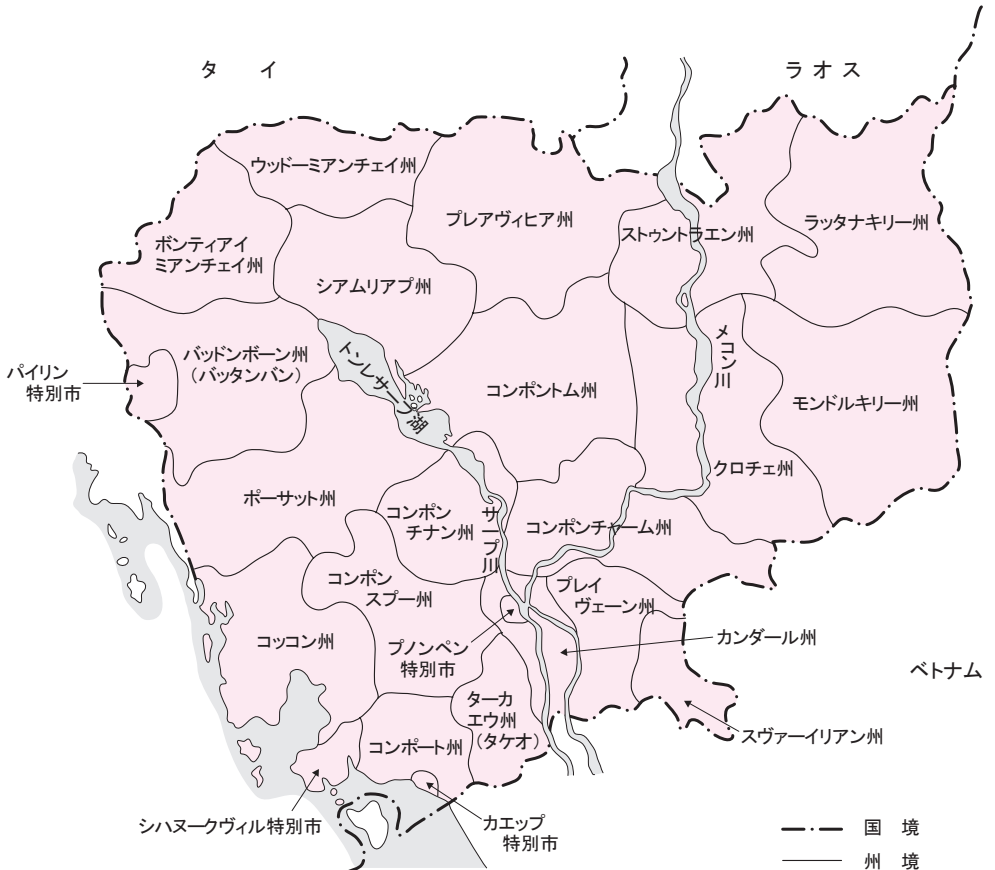 タイ
ラオス
ウッドーミアンチェイ州
プレアヴィヒア州
ストゥントラエン州
ラッタナキリー州
ボンティアイ
ミアンチェイ州
シアムリアプ州
メコン川
パイリン
特別市
バッドンボーン州
（バッタンバン）
トンレサープ湖
コンポントム州
モンドルキリー州
クロチェ州
ポーサット州
コンポン
チナン州
サープ川
コンポンチャーム州
コンポン
スプー州
プレイ
ヴェーン州
コッコン州
プノンペン
特別市
カンダール州
ベトナム
ターカ
エウ州
（タケオ）
コンポート州
スヴァーイリアン州
シハヌークヴィル特別市
カエップ
特別市
国境
州境